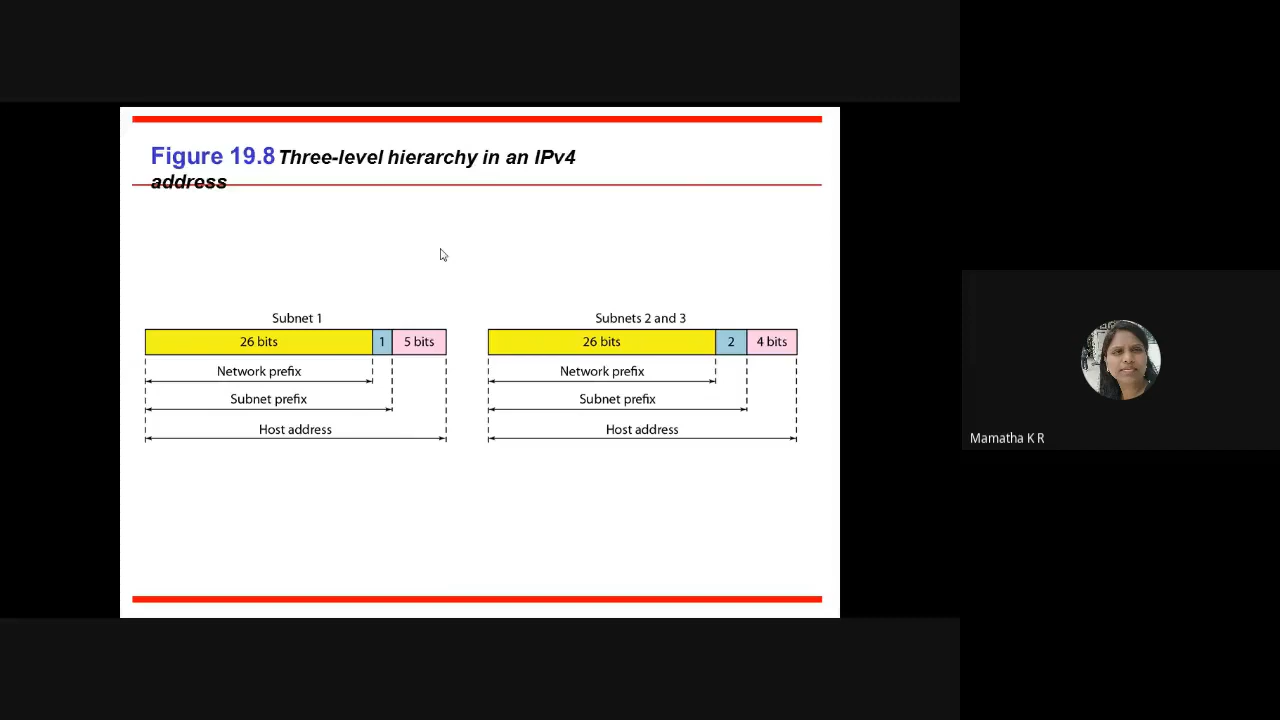 Figure 19.8 Three-level hierarchy in an IPv4
address
Subnet 1
26 bits 1 5 bits
Network prefix
Subnet prefix
Host address
Subnets 2 and 3
26 bits 2 4 bits
Network prefix
Subnet prefix
Host address
Mamatha K R